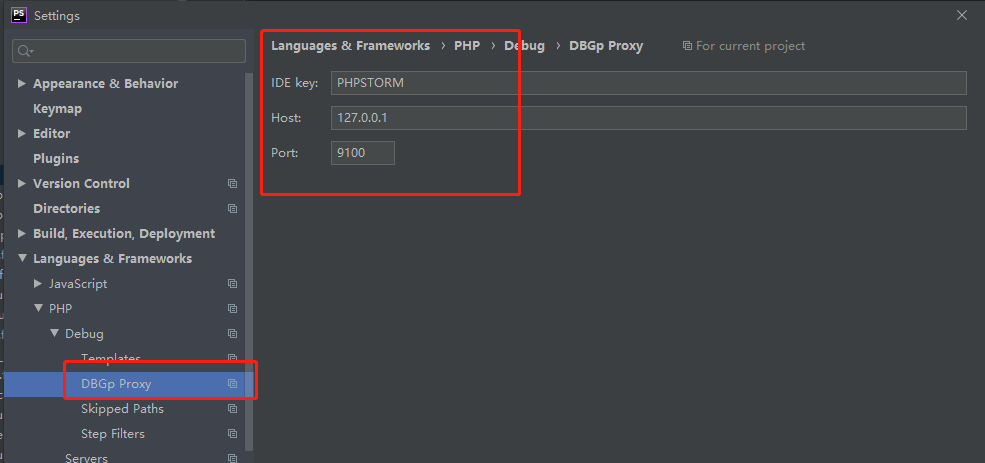 PS Settings
Languages & Frameworks › PHP › Debug › DBGp Proxy For current project
IDE key: PHPSTORM
Host: 127.0.0.1
Port: 9100
Appearance & Behavior
Keymap
Editor
Plugins
Version Control
Directories
Build, Execution, Deployment
Languages & Frameworks
JavaScript
PHP
Debug
Templates
DBGp Proxy
Skipped Paths
Step Filters
Servers